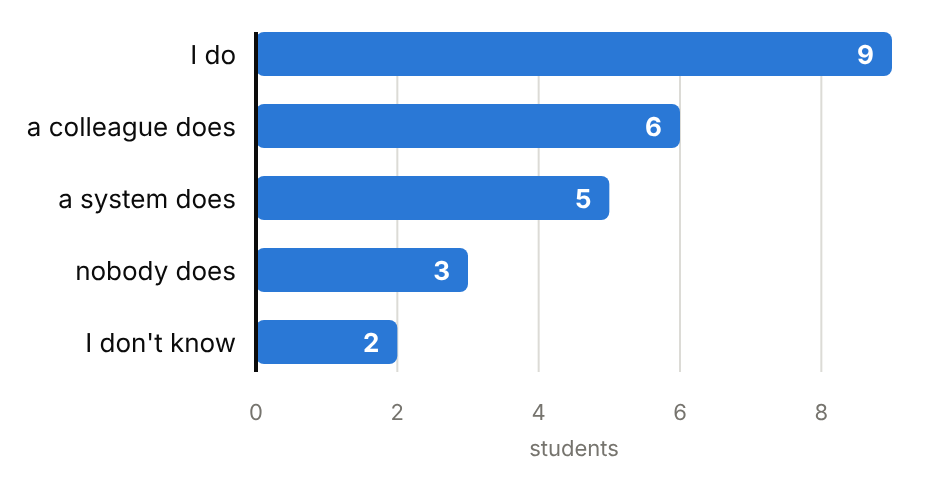 I do 9
a colleague does 6
a system does 5
nobody does 3
I don't know 2
0 2 4 6 8
students